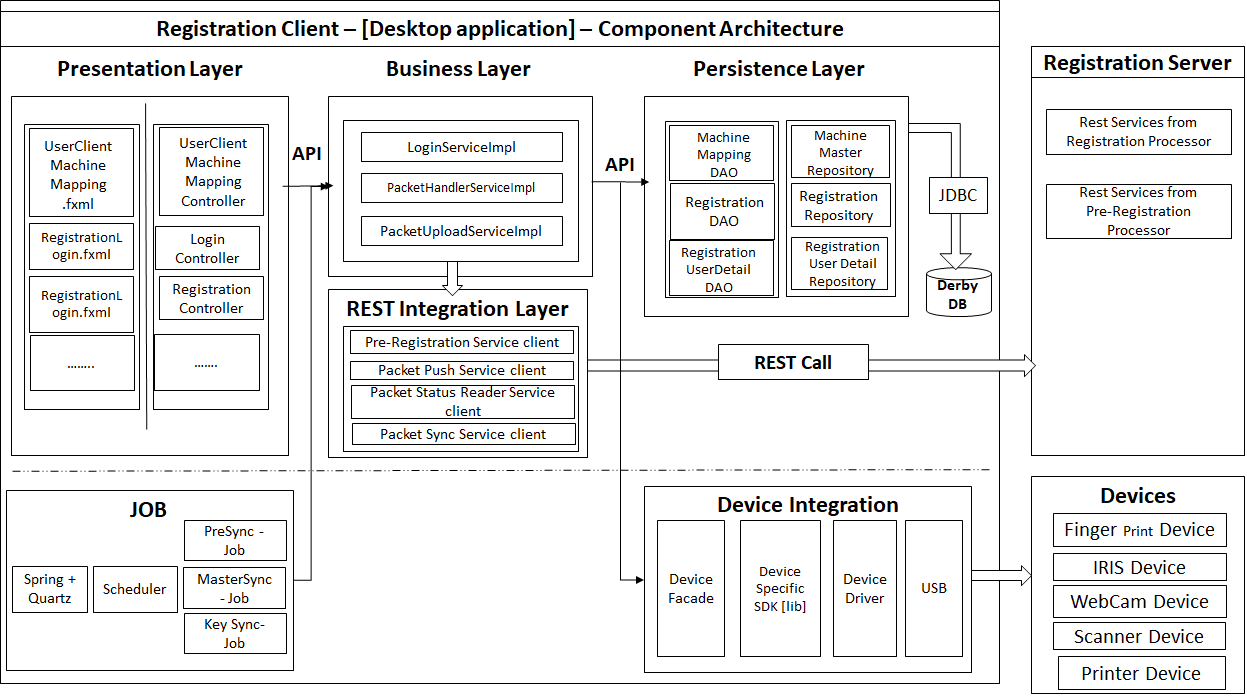 Registration Client – [Desktop application] – Component Architecture
Presentation Layer
UserClient
Machine
Mapping
.fxml
RegistrationL
ogin.fxml
RegistrationL
ogin.fxml
........
UserClient
Machine
Mapping
Controller
Login
Controller
Registration
Controller
.......
API
Business Layer
LoginServiceImpl
PacketHandlerServiceImpl
PacketUploadServiceImpl
REST Integration Layer
Pre-Registration Service client
Packet Push Service client
Packet Status Reader Service
client
Packet Sync Service client
API
Persistence Layer
Machine
Mapping
DAO
Registration
DAO
Registration
UserDetail
DAO
Machine
Master
Repository
Registration
Repository
Registration
User Detail
Repository
JDBC
Derby
DB
REST Call
Registration Server
Rest Services from
Registration Processor
Rest Services from
Pre-Registration
Processor
JOB
Spring +
Quartz
Scheduler
PreSync -
Job
MasterSync
- Job
Key Sync-
Job
Device Integration
Device
Facade
Device
Specific
SDK [lib]
Device
Driver
USB
Devices
Finger Print Device
IRIS Device
WebCam Device
Scanner Device
Printer Device